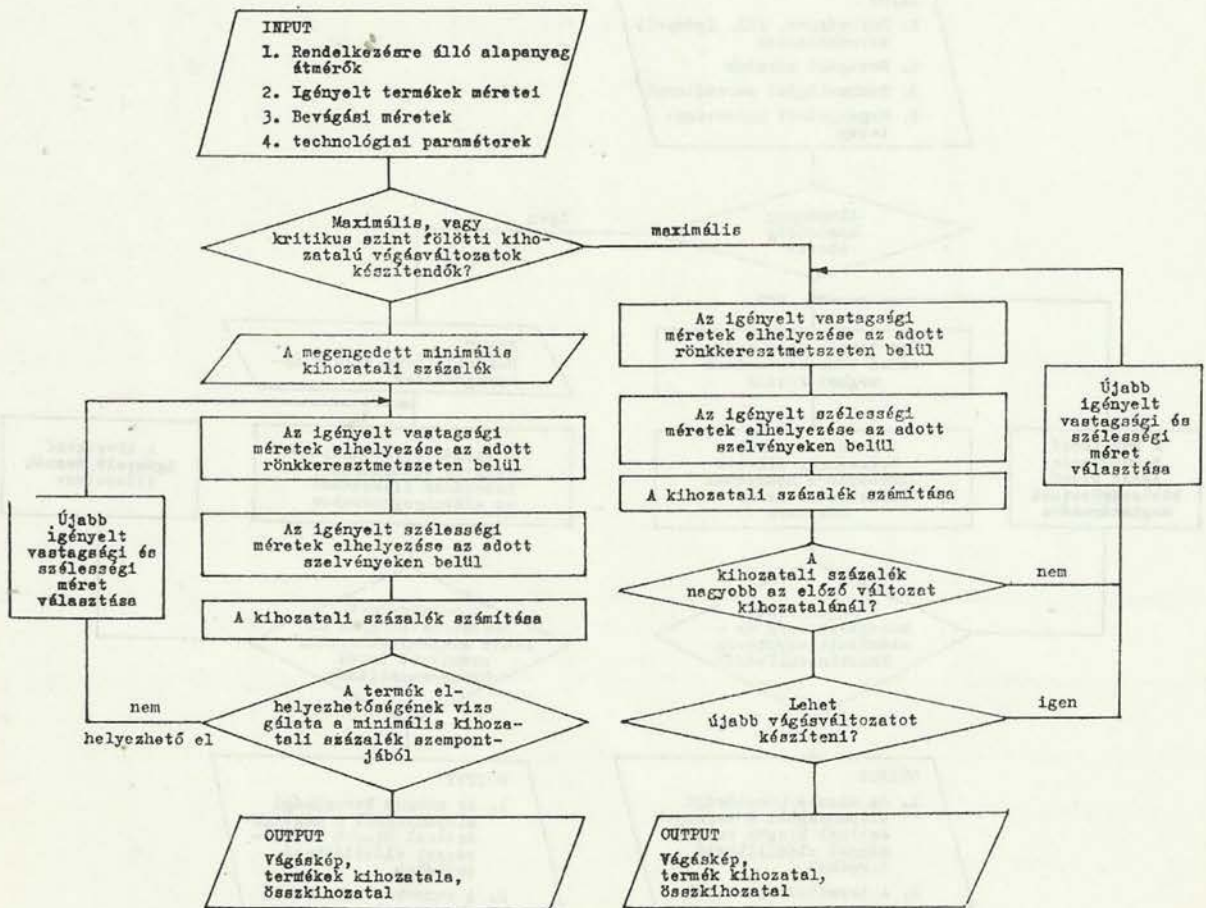 INPUT
1. Rendelkezésre álló alapanyag
átmérők
2. Igényelt termékek méretei
3. Bevágási méretek
4. technológiai paraméterek
Maximális, vagy
kritikus szint fölötti kiho-
zatalú végásváltozatok
készítendők?
maximális
A megengedett minimális
kihozatali százalék
Az igényelt vastagsági
méretek elhelyezése az adott
rönkkeresztmetszeten belül
Az igényelt szélességi
méretek elhelyezése az adott
szelvényeken belül
A kihozatali százalék számítása
Újabb
igényelt
vastagsági és
szélességi
méret
választása
A termék el-
helyezhetőségének vizs
gálata a minimális kihoza-
tali százalék szempont-
jából
nem
helyezhető el
OUTPUT
Vágáskép,
termékek kihozatala,
összkihozatal
Az igényelt vastagsági
méretek elhelyezése az adott
rönkkeresztmetszeten belül
Az igényelt szélességi
méretek elhelyezése az adott
szelvényeken belül
A kihozatali százalék számítása
Újabb
igényelt
vastagsági és
szélességi
méret
választása
A
kihozatali százalék
nagyobb az előző változat
kihozatalánál?
nem
Lehet
újabb vágásváltozatot
készíteni?
igen
OUTPUT
Vágáskép,
termék kihozatal,
összkihozatal